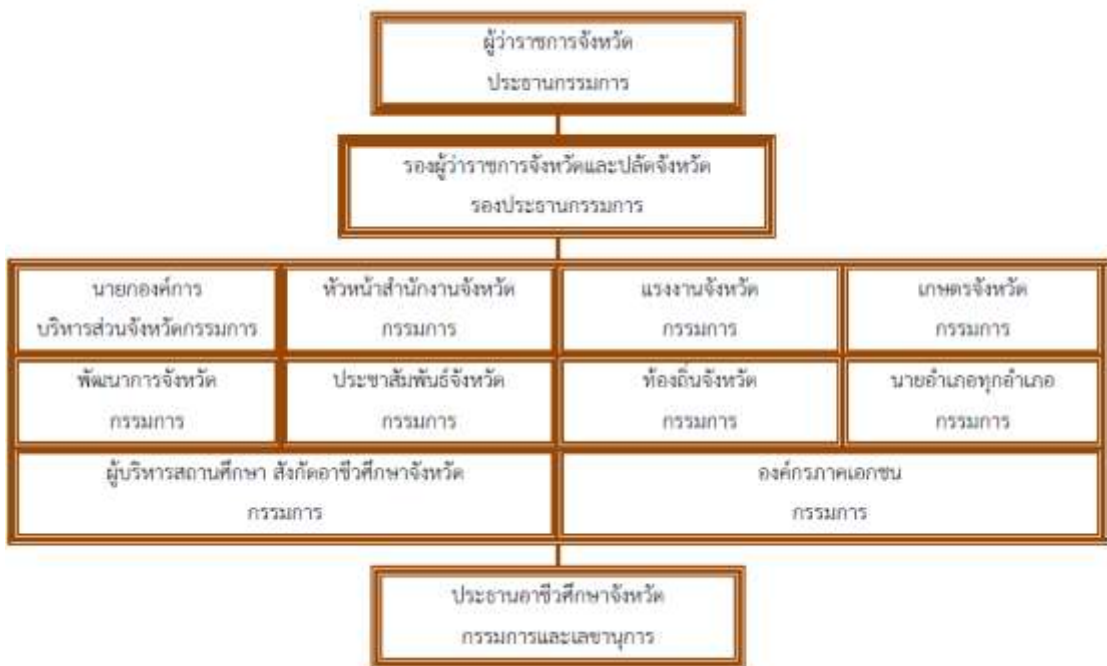 ผู้ว่าราชการจังหวัด
ประธานกรรมการ
รองผู้ว่าราชการจังหวัดและปลัดจังหวัด
รองประธานกรรมการ
นายกองค์การ
บริหารส่วนจังหวัดกรรมการ
หัวหน้าสำนักงานจังหวัด
กรรมการ
แรงงานจังหวัด
กรรมการ
เกษตรจังหวัด
กรรมการ
พัฒนาการจังหวัด
กรรมการ
ประชาสัมพันธ์จังหวัด
กรรมการ
ท้องถิ่นจังหวัด
กรรมการ
นายอำเภอทุกอำเภอ
กรรมการ
ผู้บริหารสถานศึกษา สังกัดอาชีวศึกษาจังหวัด
กรรมการ
องค์กรภาคเอกชน
กรรมการ
ประธานอาชีวศึกษาจังหวัด
กรรมการและเลขานุการ